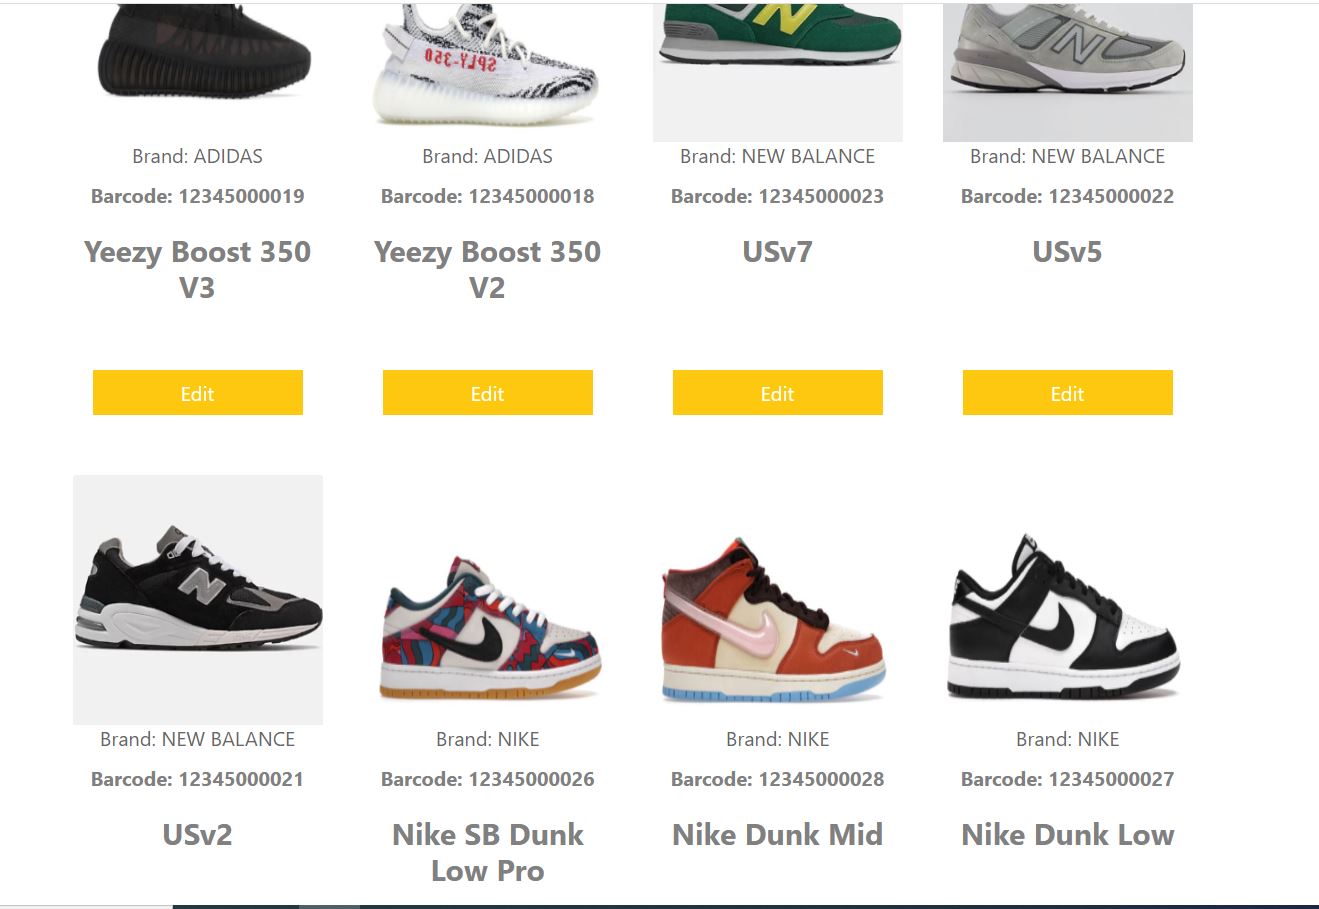 SPLY-350
N
N
Brand: ADIDAS
Brand: ADIDAS
Brand: NEW BALANCE
Brand: NEW BALANCE
Barcode: 12345000019
Barcode: 12345000018
Barcode: 12345000023
Barcode: 12345000022
Yeezy Boost 350
V3
Yeezy Boost 350
V2
USv7
USv5
Edit
Edit
Edit
Edit
N
Brand: NEW BALANCE
Brand: NIKE
Brand: NIKE
Brand: NIKE
Barcode: 12345000021
Barcode: 12345000026
Barcode: 12345000028
Barcode: 12345000027
USv2
Nike SB Dunk
Low Pro
Nike Dunk Mid
Nike Dunk Low